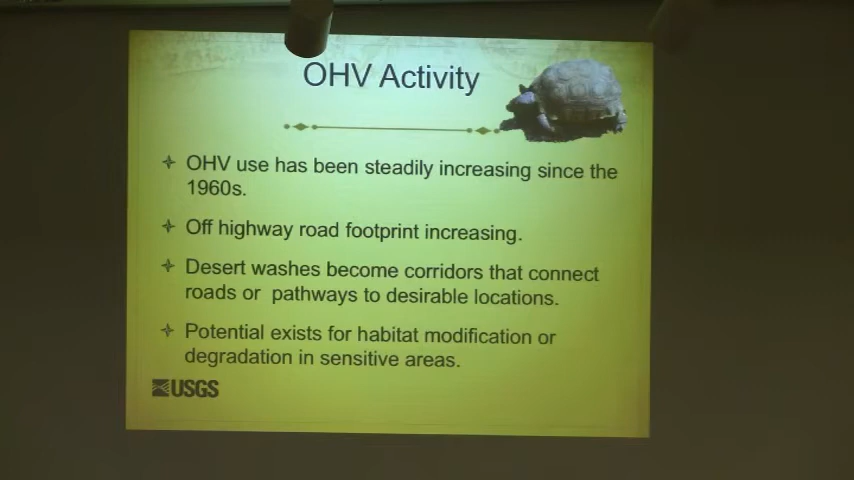 OHV Activity
OHV use has been steadily increasing since the
1960s.
Off highway road footprint increasing.
Desert washes become corridors that connect
roads or pathways to desirable locations.
Potential exists for habitat modification or
degradation in sensitive areas.
USGS